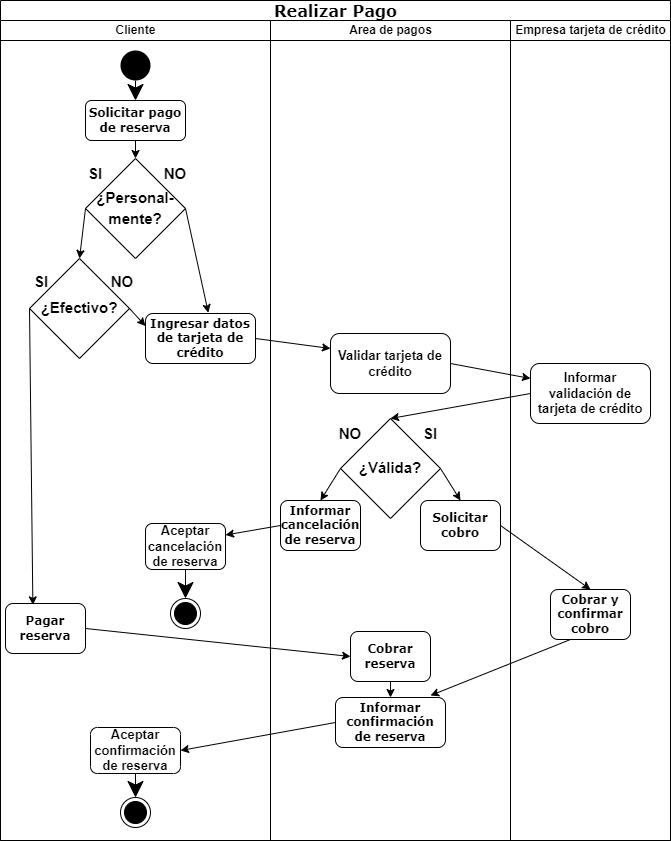 Realizar Pago
Cliente
Area de pagos
Empresa tarjeta de crédito
Solicitar pago
de reserva
SI
NO
¿Personal-
mente?
SI
NO
¿Efectivo?
Ingresar datos
de tarjeta de
crédito
Validar tarjeta de
crédito
Informar
validación de
tarjeta de crédito
NO
SI
¿Válida?
Informar
cancelación
de reserva
Solicitar
cobro
Aceptar
cancelación
de reserva
Pagar
reserva
Cobrar y
confirmar
cobro
Cobrar
reserva
Informar
confirmación
de reserva
Aceptar
confirmación
de reserva